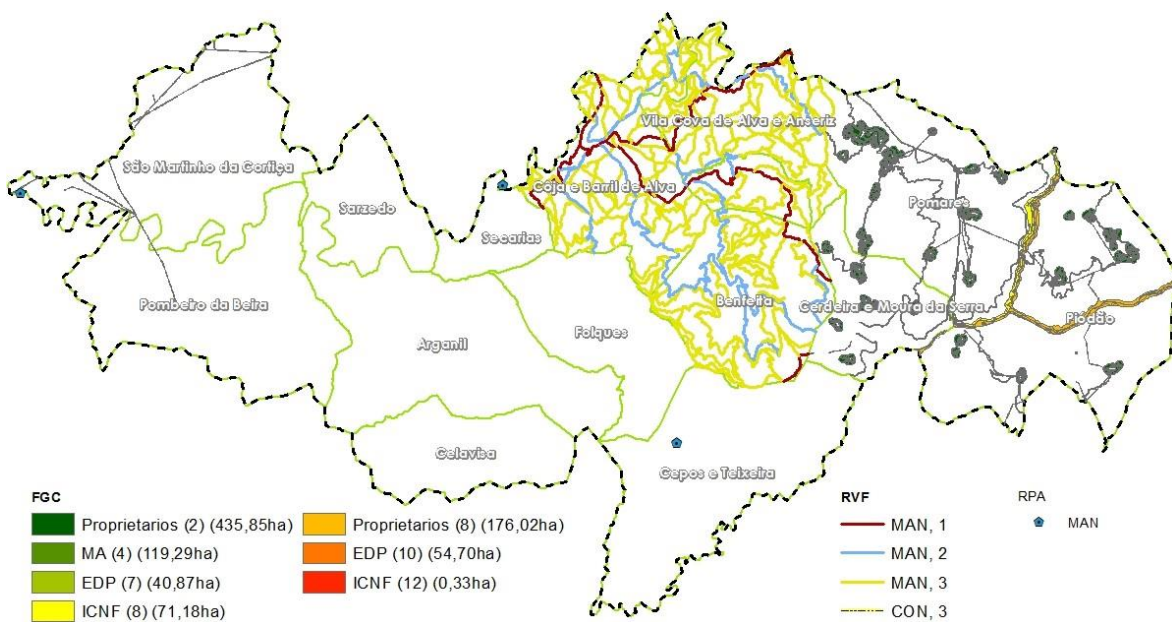 Vila Cova de Alva e Anseriz
São Martinho da Cortiça
Coja e Barril de Alva
Sarzedo
Pomares
Secarias
Pombeiro da Beira
Benfeita
Cerdeira e Moura da Serra
Piódão
Folques
Arganil
Celavisa
Cepos e Teixeira
FGC
Proprietarios (2) (435,85ha)
MA (4) (119,29ha)
EDP (7) (40,87ha)
ICNF (8) (71,18ha)
Proprietarios (8) (176,02ha)
EDP (10) (54,70ha)
ICNF (12) (0,33ha)
RVF
MAN, 1
MAN, 2
MAN, 3
CON, 3
RPA
MAN